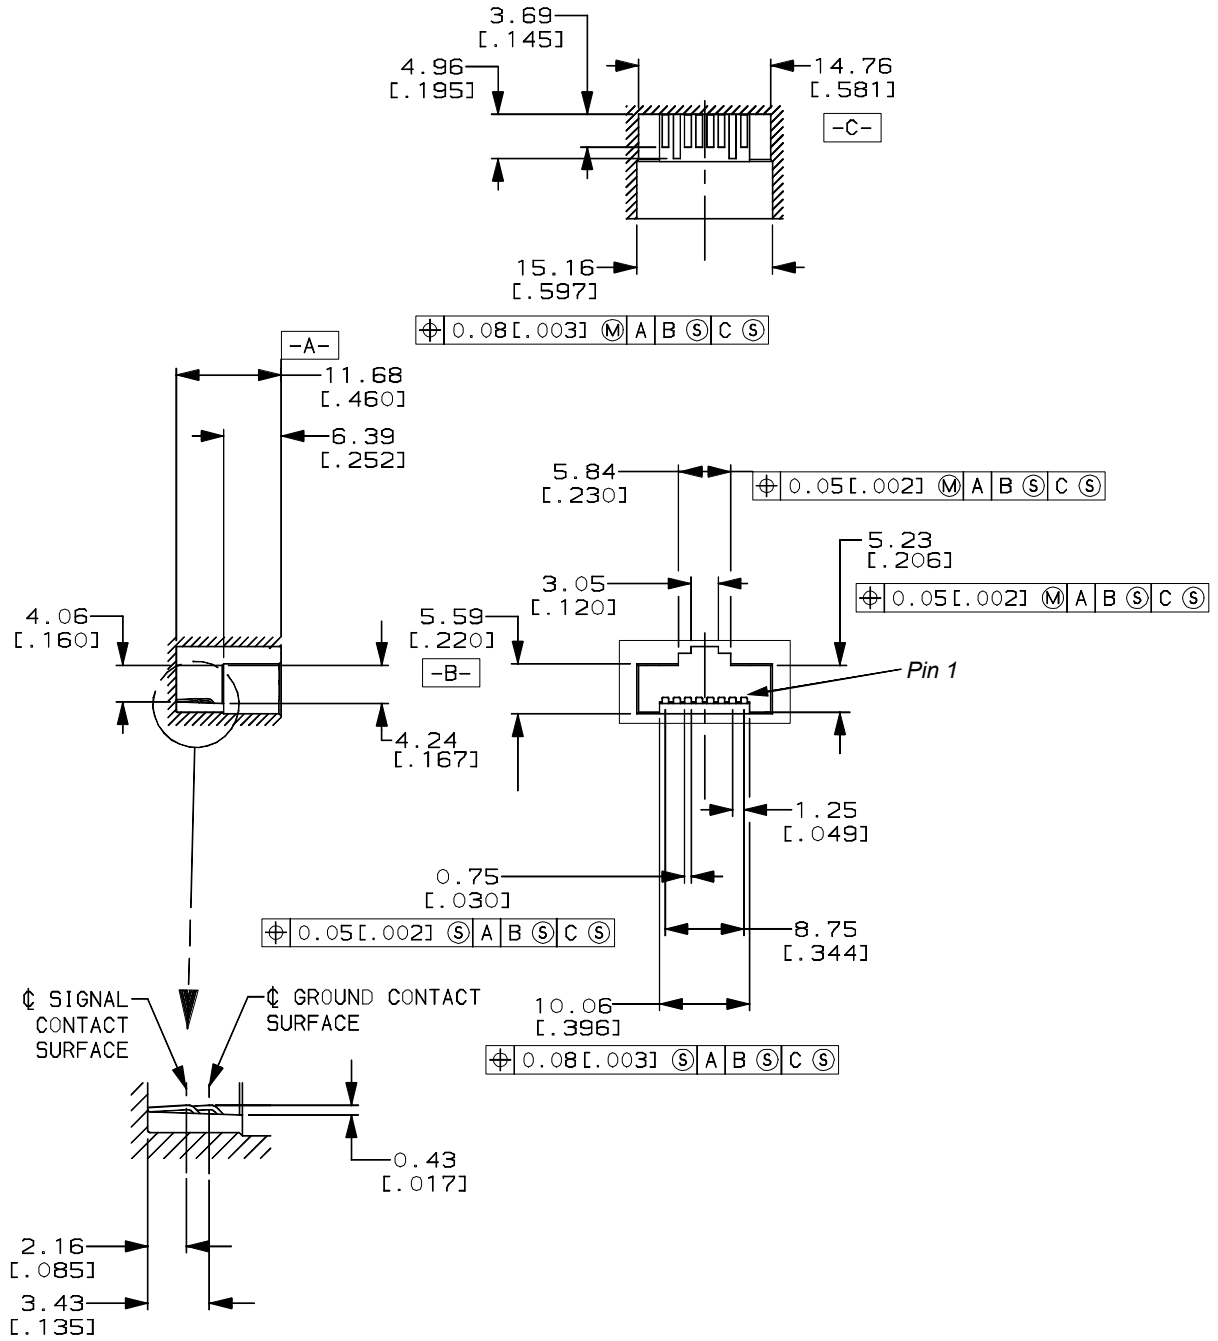 3.69
[.145]
4.96
[.195]
14.76
[.581]
-C-
15.16
[.597]
⌖ 0.08[.003] Ⓜ A B Ⓢ C Ⓢ
-A-
11.68
[.460]
6.39
[.252]
5.84
[.230]
⌖ 0.05[.002] Ⓜ A B Ⓢ C Ⓢ
5.23
[.206]
⌖ 0.05[.002] Ⓜ A B Ⓢ C Ⓢ
3.05
[.120]
4.06
[.160]
5.59
[.220]
-B-
Pin 1
4.24
[.167]
1.25
[.049]
0.75
[.030]
⌖ 0.05[.002] Ⓢ A B Ⓢ C Ⓢ
8.75
[.344]
10.06
[.396]
⌖ 0.08[.003] Ⓢ A B Ⓢ C Ⓢ
℄ SIGNAL
CONTACT
SURFACE
℄ GROUND CONTACT
SURFACE
0.43
[.017]
2.16
[.085]
3.43
[.135]